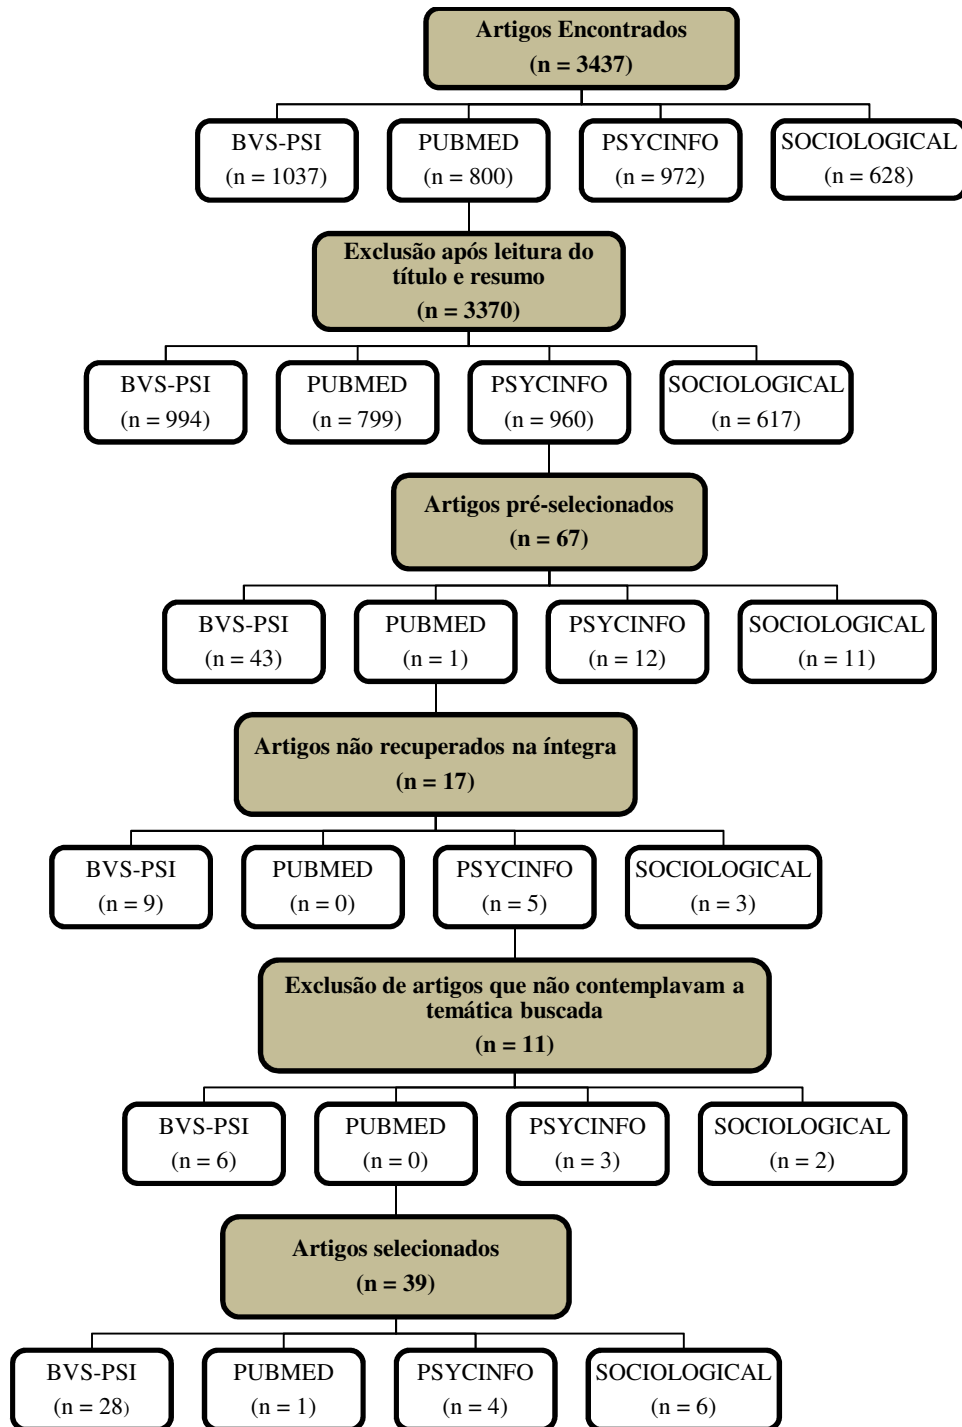 Artigos Encontrados
(n = 3437)
BVS-PSI
(n = 1037)
PUBMED
(n = 800)
PSYCINFO
(n = 972)
SOCIOLOGICAL
(n = 628)
Exclusão após leitura do
título e resumo
(n = 3370)
BVS-PSI
(n = 994)
PUBMED
(n = 799)
PSYCINFO
(n = 960)
SOCIOLOGICAL
(n = 617)
Artigos pré-selecionados
(n = 67)
BVS-PSI
(n = 43)
PUBMED
(n = 1)
PSYCINFO
(n = 12)
SOCIOLOGICAL
(n = 11)
Artigos não recuperados na íntegra
(n = 17)
BVS-PSI
(n = 9)
PUBMED
(n = 0)
PSYCINFO
(n = 5)
SOCIOLOGICAL
(n = 3)
Exclusão de artigos que não contemplavam a
temática buscada
(n = 11)
BVS-PSI
(n = 6)
PUBMED
(n = 0)
PSYCINFO
(n = 3)
SOCIOLOGICAL
(n = 2)
Artigos selecionados
(n = 39)
BVS-PSI
(n = 28)
PUBMED
(n = 1)
PSYCINFO
(n = 4)
SOCIOLOGICAL
(n = 6)